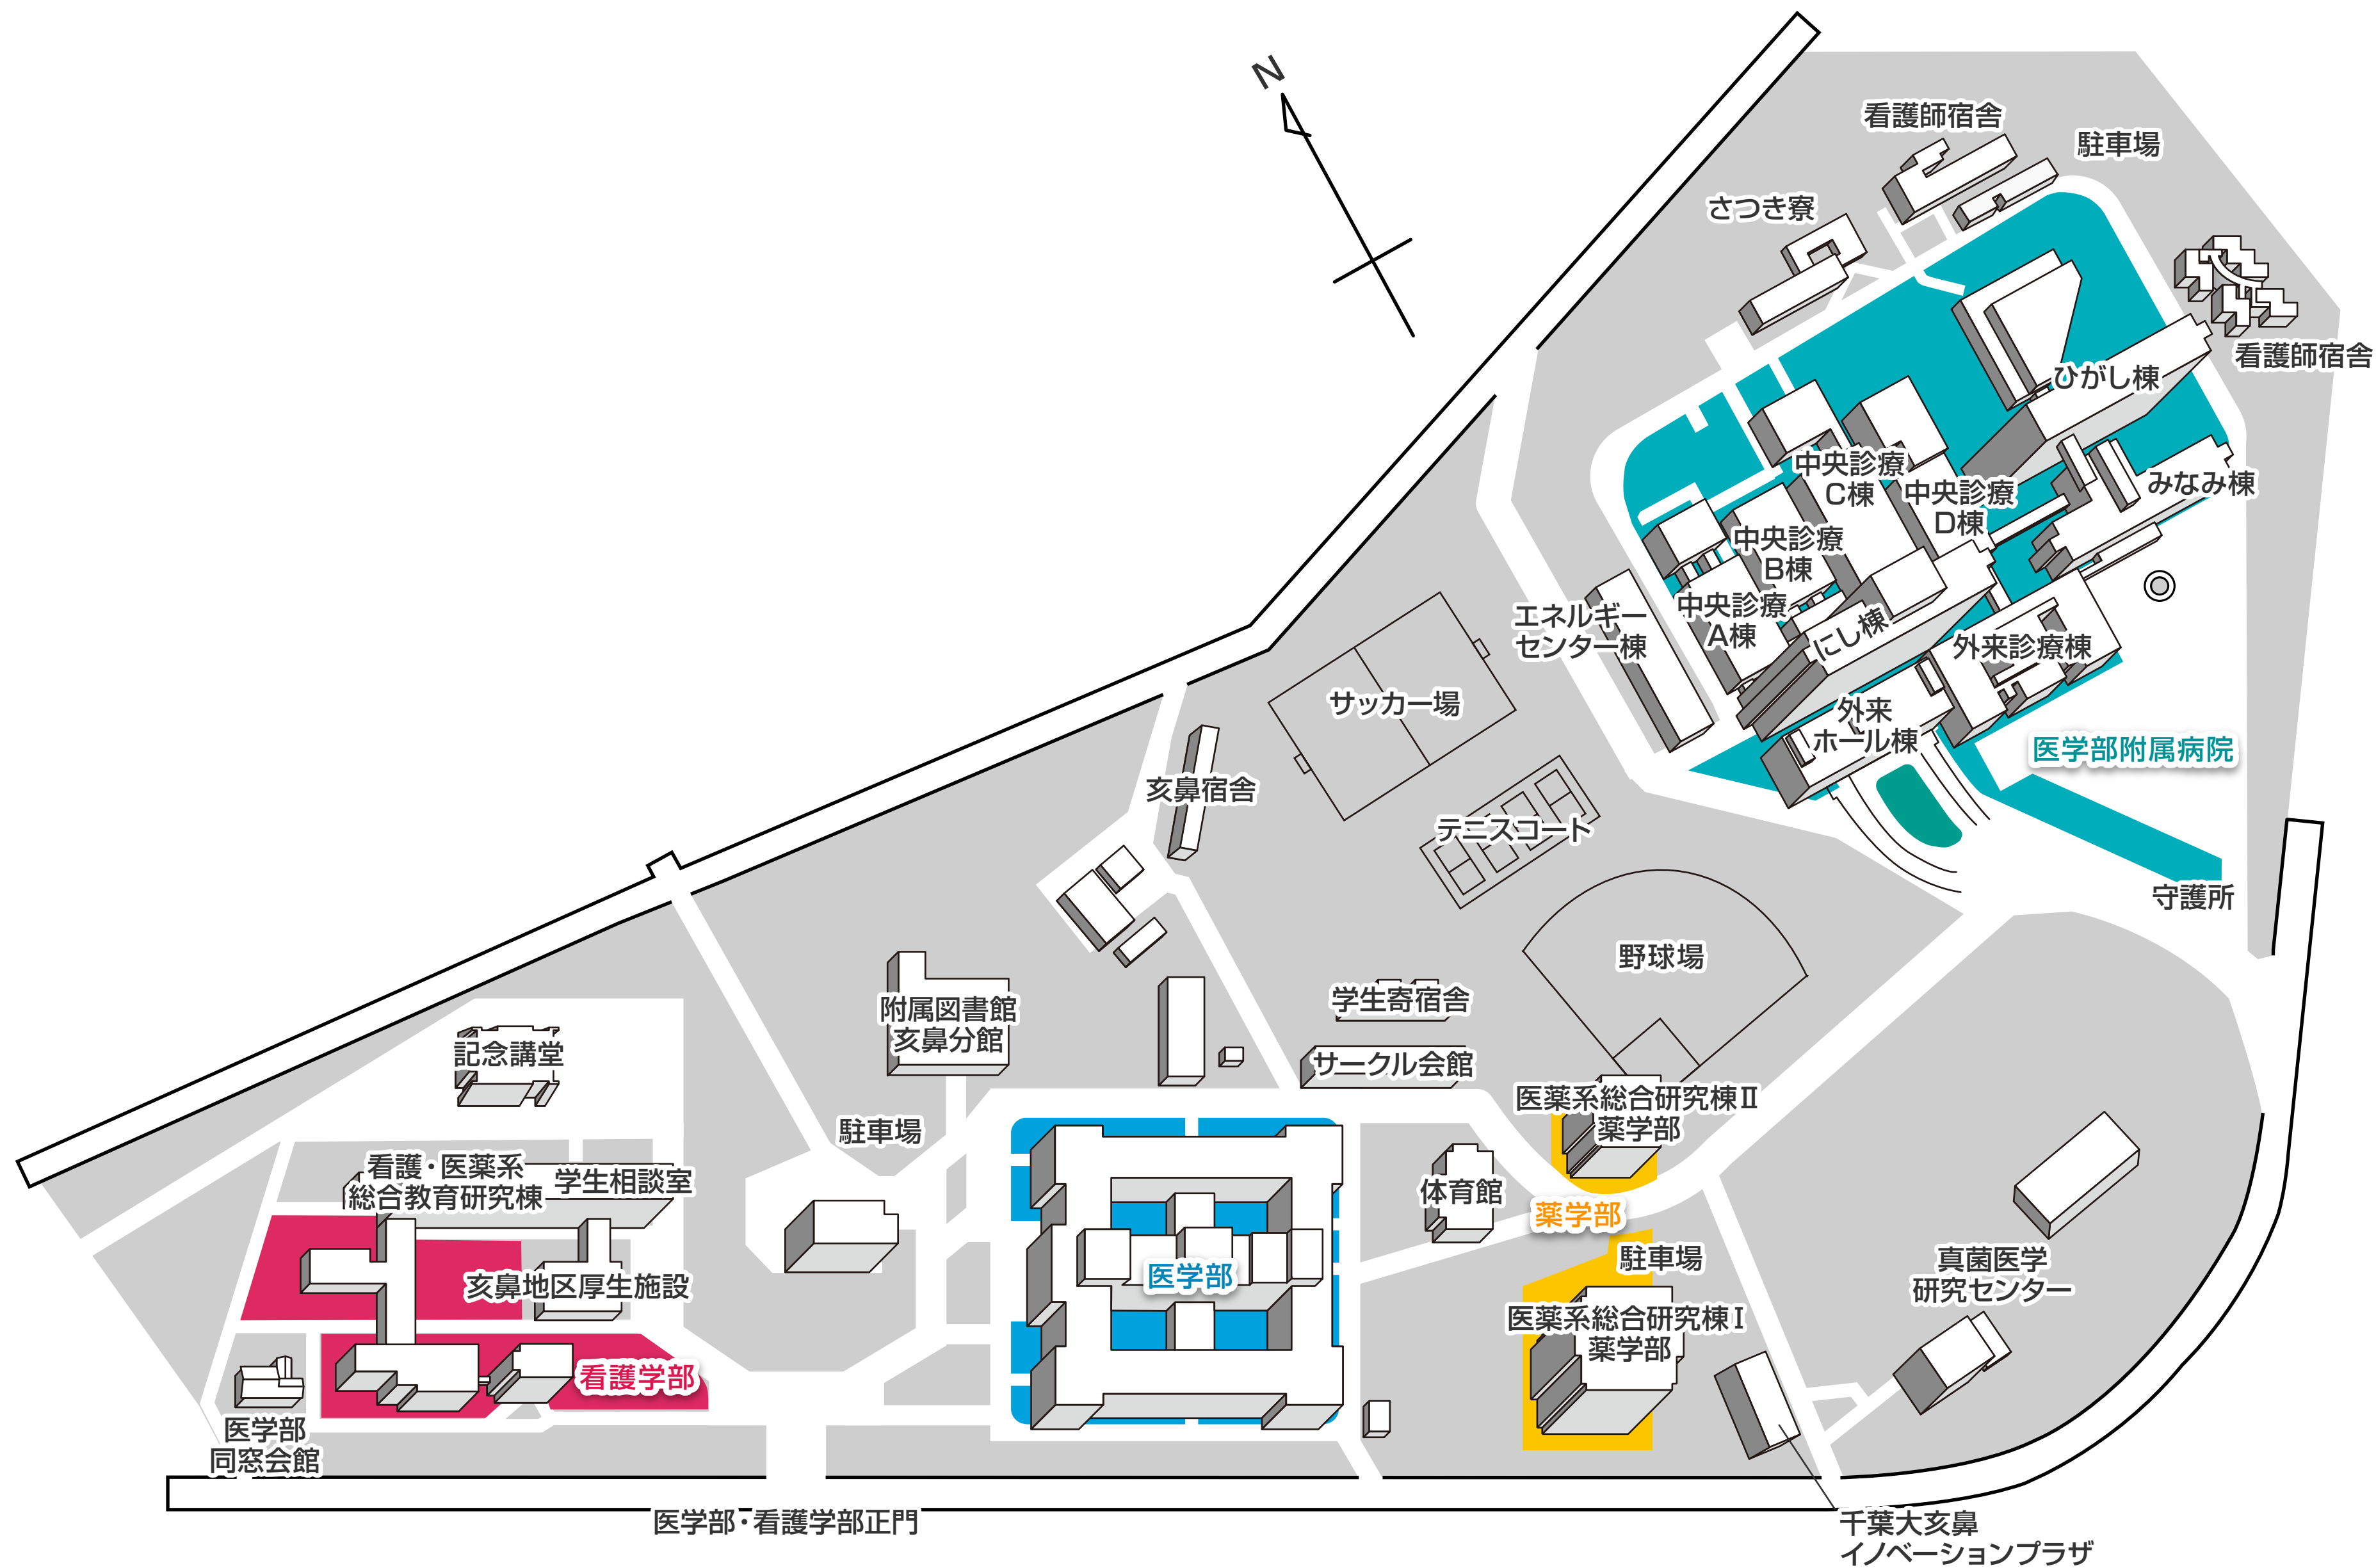 N
看護師宿舎
駐車場
さつき寮
看護師宿舎
ひがし棟
中央診療
C棟
中央診療
D棟
みなみ棟
中央診療
B棟
中央診療
A棟
エネルギー
センター棟
にし棟
外来診療棟
外来
ホール棟
医学部附属病院
サッカー場
亥鼻宿舎
テニスコート
守護所
野球場
附属図書館
亥鼻分館
学生寄宿舎
記念講堂
サークル会館
医薬系総合研究棟Ⅱ
薬学部
駐車場
看護・医薬系
総合教育研究棟
学生相談室
体育館
薬学部
駐車場
真菌医学
研究センター
亥鼻地区厚生施設
医学部
医薬系総合研究棟Ⅰ
薬学部
看護学部
医学部
同窓会館
医学部・看護学部正門
千葉大亥鼻
イノベーションプラザ